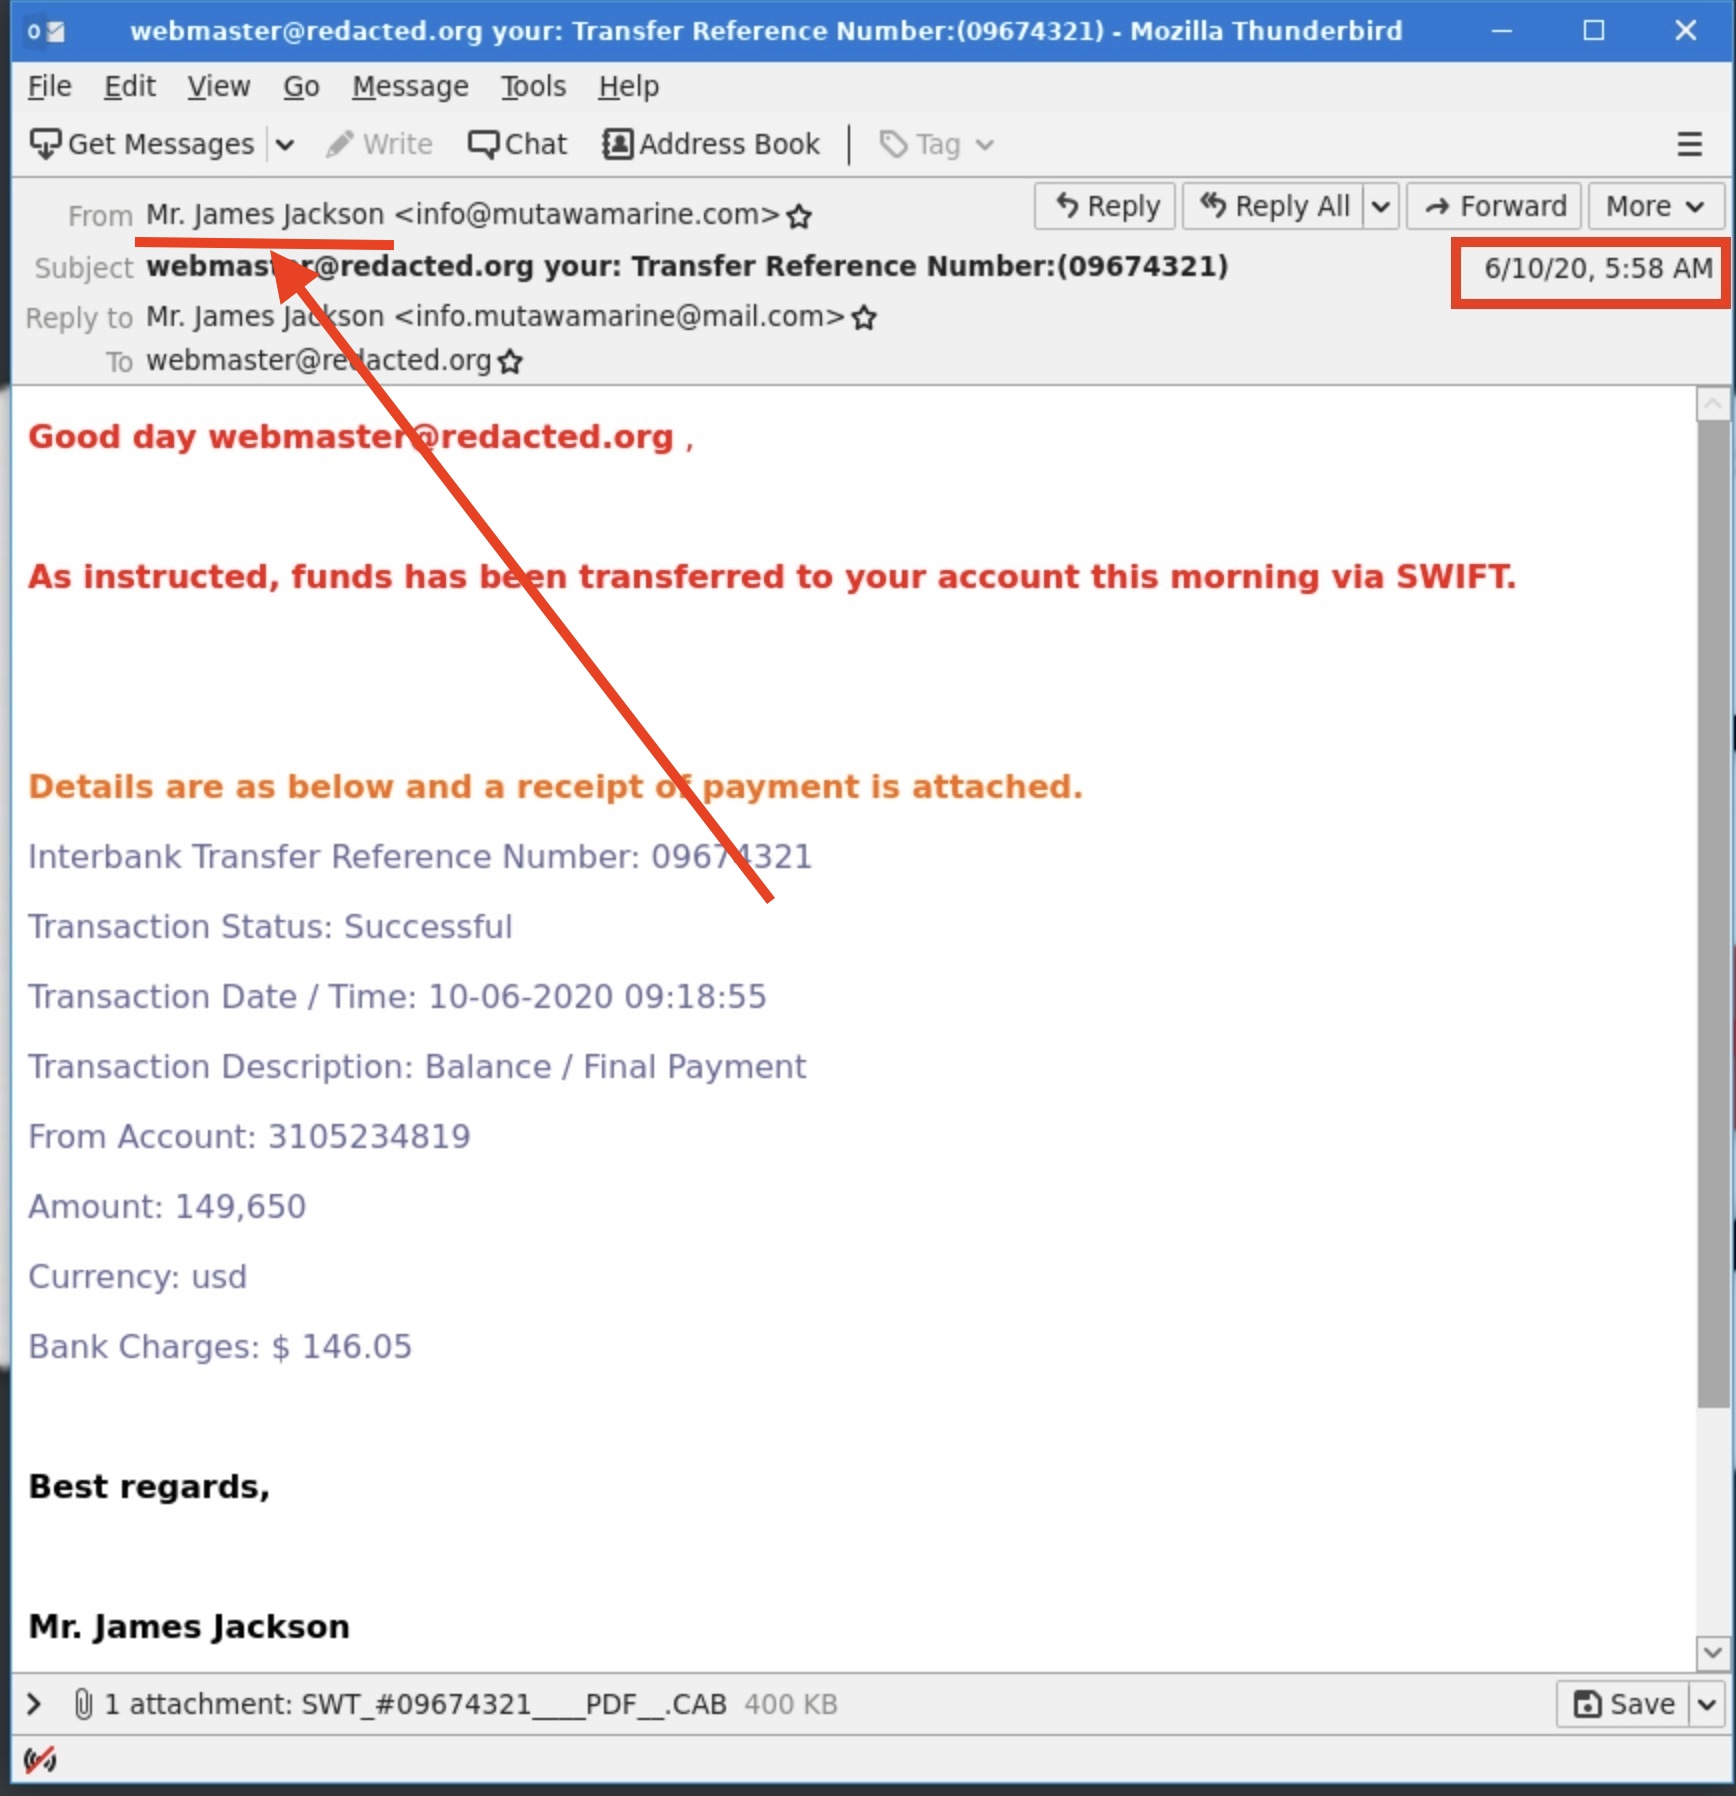 webmaster@redacted.org your: Transfer Reference Number:(09674321) - Mozilla Thunderbird
File Edit View Go Message Tools Help
Get Messages Write Chat Address Book Tag
From Mr. James Jackson <info@mutawamarine.com> Reply Reply All Forward More
Subject webmaster@redacted.org your: Transfer Reference Number:(09674321) 6/10/20, 5:58 AM
Reply to Mr. James Jackson <info.mutawamarine@mail.com>
To webmaster@redacted.org
Good day webmaster@redacted.org ,
As instructed, funds has been transferred to your account this morning via SWIFT.
Details are as below and a receipt of payment is attached.
Interbank Transfer Reference Number: 09674321
Transaction Status: Successful
Transaction Date / Time: 10-06-2020 09:18:55
Transaction Description: Balance / Final Payment
From Account: 3105234819
Amount: 149,650
Currency: usd
Bank Charges: $ 146.05
Best regards,
Mr. James Jackson
1 attachment: SWT_#09674321____PDF__.CAB 400 KB Save